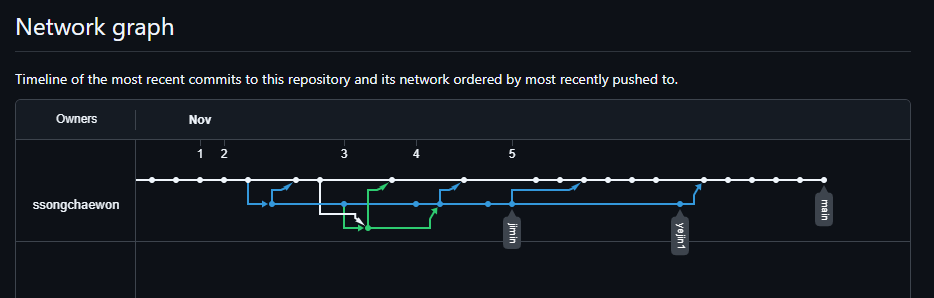 Network graph
Timeline of the most recent commits to this repository and its network ordered by most recently pushed to.
Owners Nov
1 2 3 4 5
ssongchaewon
jimin
yejin1
main